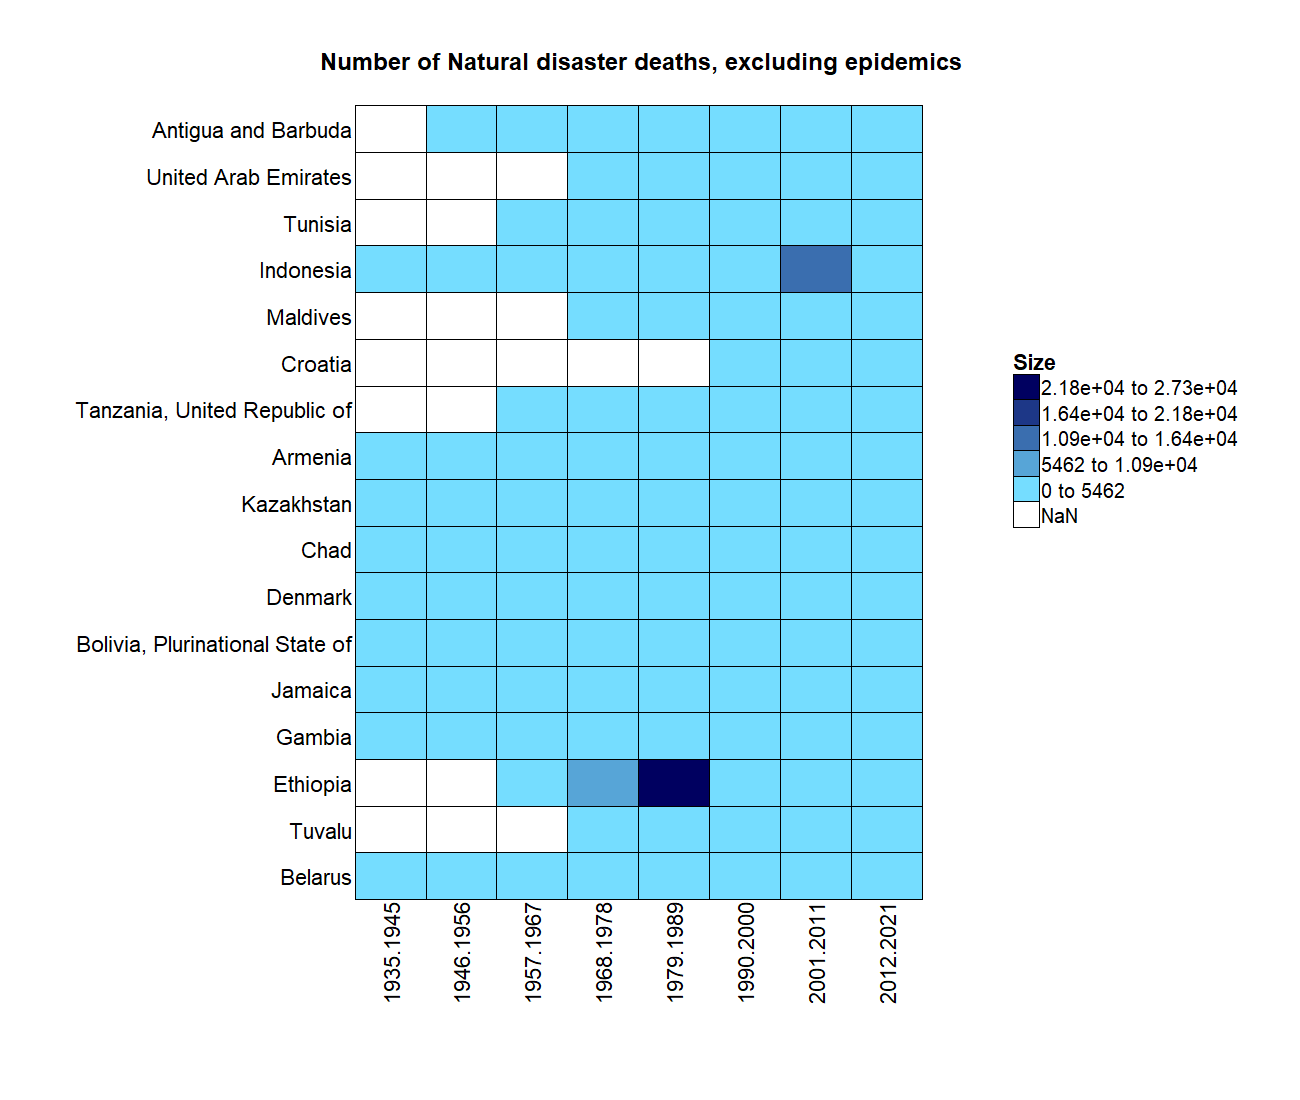 Number of Natural disaster deaths, excluding epidemics
Antigua and Barbuda
United Arab Emirates
Tunisia
Indonesia
Maldives
Croatia
Tanzania, United Republic of
Armenia
Kazakhstan
Chad
Denmark
Bolivia, Plurinational State of
Jamaica
Gambia
Ethiopia
Tuvalu
Belarus
1935.1945
1946.1956
1957.1967
1968.1978
1979.1989
1990.2000
2001.2011
2012.2021
Size
2.18e+04 to 2.73e+04
1.64e+04 to 2.18e+04
1.09e+04 to 1.64e+04
5462 to 1.09e+04
0 to 5462
NaN